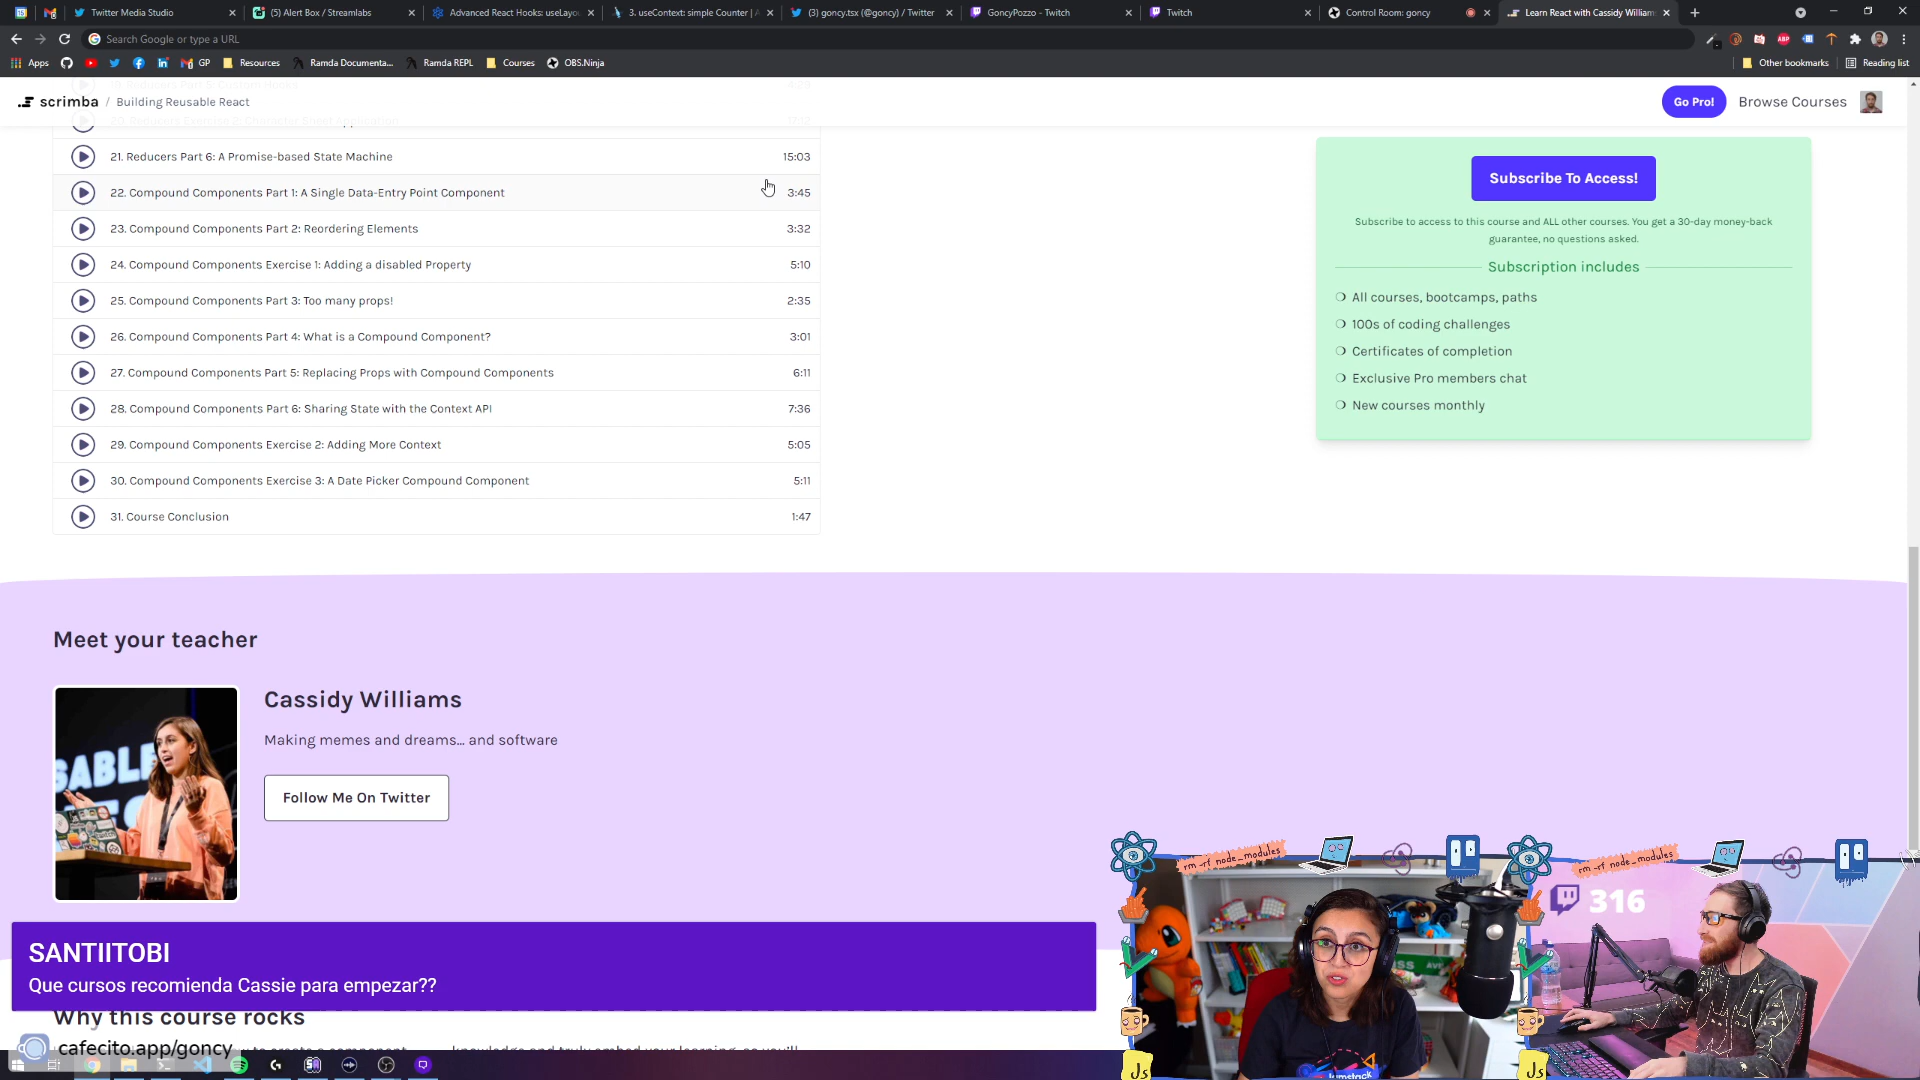 Twitter Media Studio
(5) Alert Box / Streamlabs
Advanced React Hooks: useLayou
3. useContext: simple Counter | A
(3) goncy.tsx (@goncy) / Twitter
GoncyPozzo - Twitch
Twitch
Control Room: goncy
Learn React with Cassidy William
Search Google or type a URL
Apps
GP
Resources
Ramda Documenta...
Ramda REPL
Courses
OBS.Ninja
Other bookmarks
Reading list
scrimba / Building Reusable React
Go Pro!
Browse Courses
21. Reducers Part 6: A Promise-based State Machine 15:03
22. Compound Components Part 1: A Single Data-Entry Point Component 3:45
23. Compound Components Part 2: Reordering Elements 3:32
24. Compound Components Exercise 1: Adding a disabled Property 5:10
25. Compound Components Part 3: Too many props! 2:35
26. Compound Components Part 4: What is a Compound Component? 3:01
27. Compound Components Part 5: Replacing Props with Compound Components 6:11
28. Compound Components Part 6: Sharing State with the Context API 7:36
29. Compound Components Exercise 2: Adding More Context 5:05
30. Compound Components Exercise 3: A Date Picker Compound Component 5:11
31. Course Conclusion 1:47
Subscribe To Access!
Subscribe to access to this course and ALL other courses. You get a 30-day money-back
guarantee, no questions asked.
Subscription includes
All courses, bootcamps, paths
100s of coding challenges
Certificates of completion
Exclusive Pro members chat
New courses monthly
Meet your teacher
Cassidy Williams
Making memes and dreams... and software
Follow Me On Twitter
SANTIITOBI
Que cursos recomienda Cassie para empezar??
Why this course rocks
cafecito.app/goncy
rm -rf node_modules
rm -rf node_modules
316
JS
JS
Jamstack